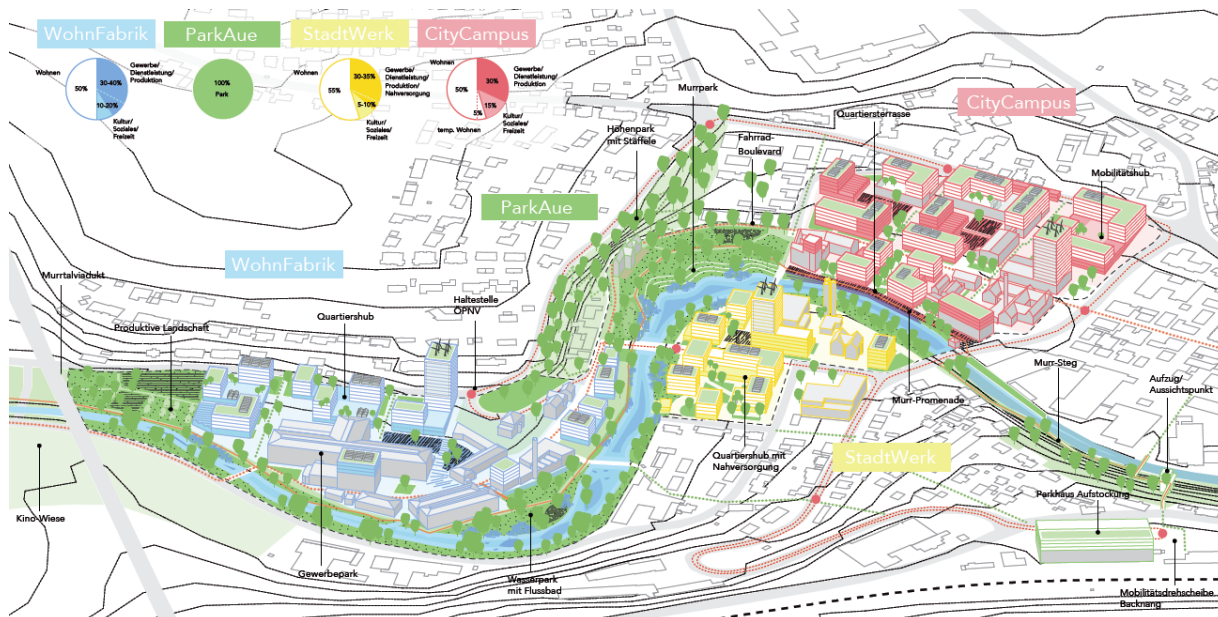 WohnFabrik
ParkAue
StadtWerk
CityCampus
Wohnen
50%
30-40%
10-20%
Gewerbe/
Dienstleistung/
Produktion
Kultur/
Soziales/
Freizeit
100%
Park
Wohnen
55%
30-35%
5-10%
Gewerbe/
Dienstleistung/
Produktion/
Nahversorgung
Kultur/
Soziales/
Freizeit
Wohnen
50%
30%
15%
5%
temp. Wohnen
Gewerbe/
Dienstleistung/
Produktion
Kultur/
Soziales/
Freizeit
Murrpark
Quartiersterrasse
CityCampus
Höhenpark
mit Stäffele
Fahrrad-
Boulevard
Mobilitätshub
ParkAue
WohnFabrik
Murrtalviadukt
Haltestelle
ÖPNV
Produktive Landschaft
Quartiershub
Murr-Steg
Aufzug/
Aussichtspunkt
Murr-Promenade
Quartiershub mit
Nahversorgung
StadtWerk
Parkhaus Aufstockung
Kino-Wiese
Gewerbepark
Wasserpark
mit Flussbad
Mobilitätsdrehscheibe
Backnang